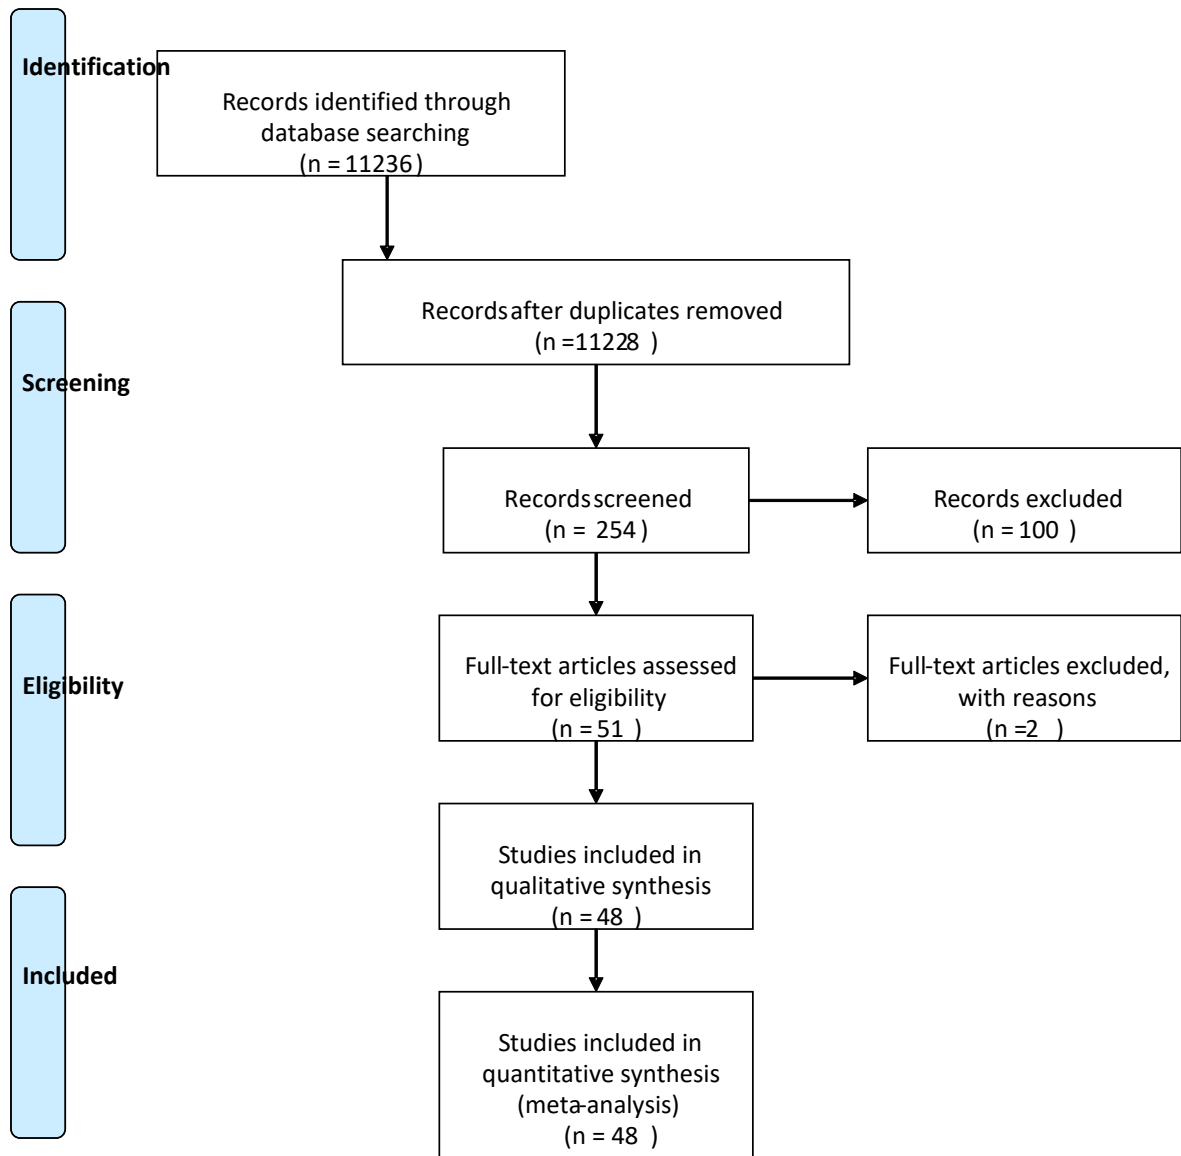 Identification
Records identified through
database searching
(n = 11236)
Records after duplicates removed
(n =11228 )
Screening
Records screened
(n = 254 )
Records excluded
(n = 100 )
Eligibility
Full-text articles assessed
for eligibility
(n = 51 )
Full-text articles excluded,
with reasons
(n =2 )
Studies included in
qualitative synthesis
(n = 48 )
Included
Studies included in
quantitative synthesis
(meta-analysis)
(n = 48 )